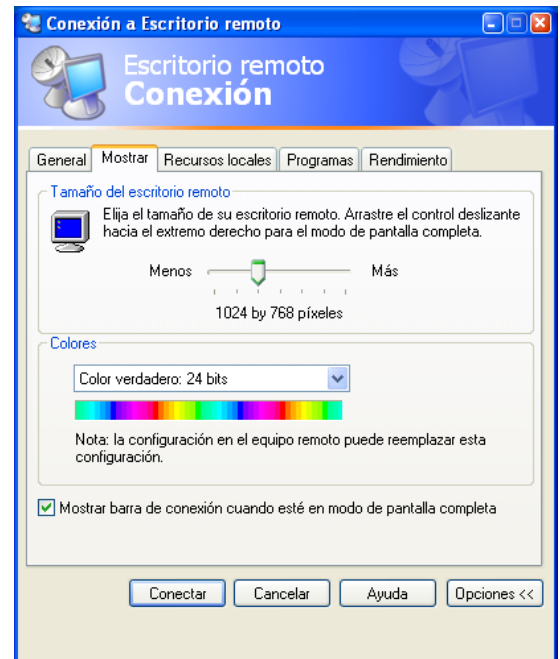 Conexión a Escritorio remoto
Escritorio remoto
Conexión
General Mostrar Recursos locales Programas Rendimiento
Tamaño del escritorio remoto
Elija el tamaño de su escritorio remoto. Arrastre el control deslizante
hacia el extremo derecho para el modo de pantalla completa.
Menos Más
1024 by 768 píxeles
Colores
Color verdadero: 24 bits
Nota: la configuración en el equipo remoto puede reemplazar esta
configuración.
Mostrar barra de conexión cuando esté en modo de pantalla completa
Conectar Cancelar Ayuda Opciones <<